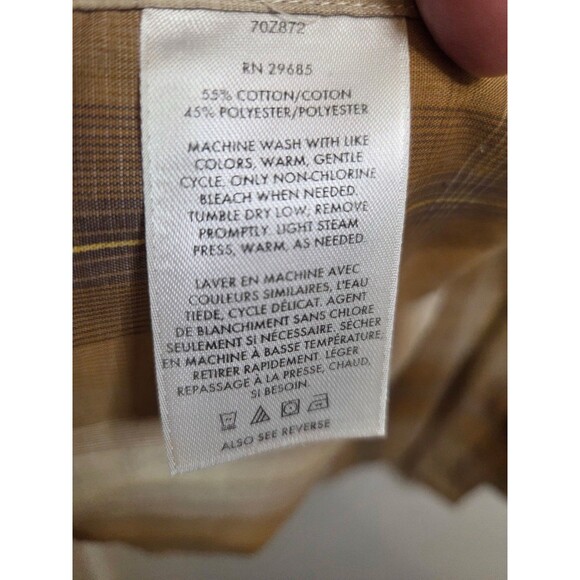 70Z872
RN 29685
55% COTTON/COTON
45% POLYESTER/POLYESTER
MACHINE WASH WITH LIKE
COLORS, WARM, GENTLE
CYCLE. ONLY NON-CHLORINE
BLEACH WHEN NEEDED.
TUMBLE DRY LOW, REMOVE
PROMPTLY. LIGHT STEAM
PRESS, WARM, AS NEEDED.
LAVER EN MACHINE AVEC
COULEURS SIMILAIRES, L'EAU
TIÈDE, CYCLE DÉLICAT. AGENT
DE BLANCHIMENT SANS CHLORE
SEULEMENT SI NÉCESSAIRE. SÉCHER
EN MACHINE À BASSE TEMPÉRATURE,
RETIRER RAPIDEMENT. LÉGER
REPASSAGE À LA PRESSE, CHAUD,
SI BESOIN.
ALSO SEE REVERSE